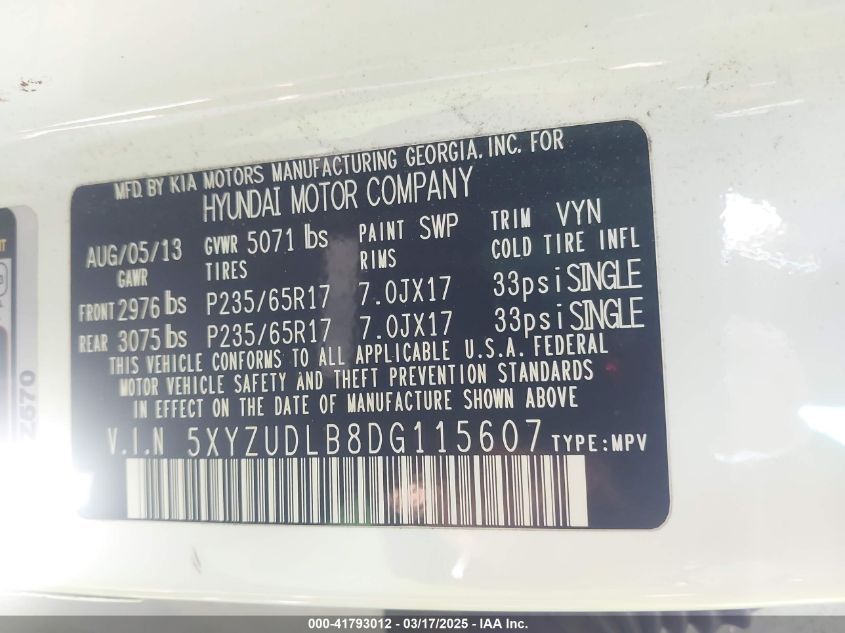 MFD. BY KIA MOTORS MANUFACTURING GEORGIA. INC. FOR
HYUNDAI MOTOR COMPANY
AUG/05/13 GVWR 5071 lbs PAINT SWP TRIM VYN
GAWR TIRES RIMS COLD TIRE INFL
FRONT 2976 lbs P235/65R17 7.0JX17 33psi SINGLE
REAR 3075 lbs P235/65R17 7.0JX17 33psi SINGLE
THIS VEHICLE CONFORMS TO ALL APPLICABLE U.S.A. FEDERAL
MOTOR VEHICLE SAFETY AND THEFT PREVENTION STANDARDS
IN EFFECT ON THE DATE OF MANUFACTURE SHOWN ABOVE
V.I.N 5XYZUDLB8DG115607 TYPE:MPV
Z670
000-41793012 - 03/17/2025 - IAA Inc.